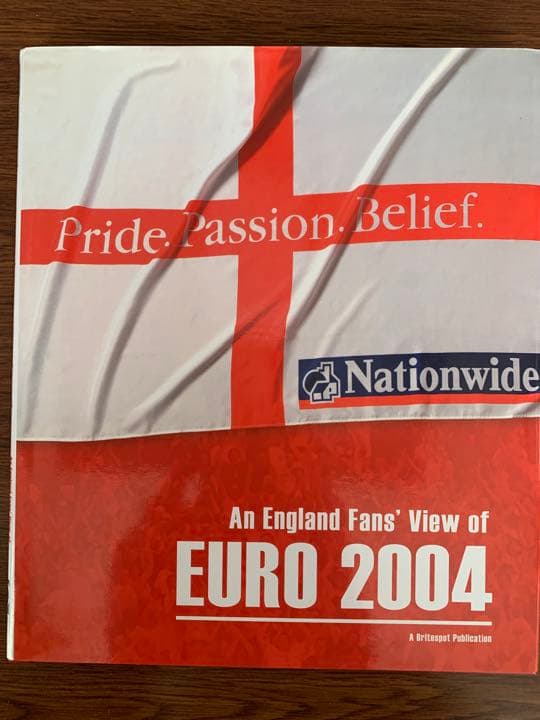 Pride. Passion. Belief.
Nationwide
An England Fans' View of
EURO 2004
A Britespot Publication